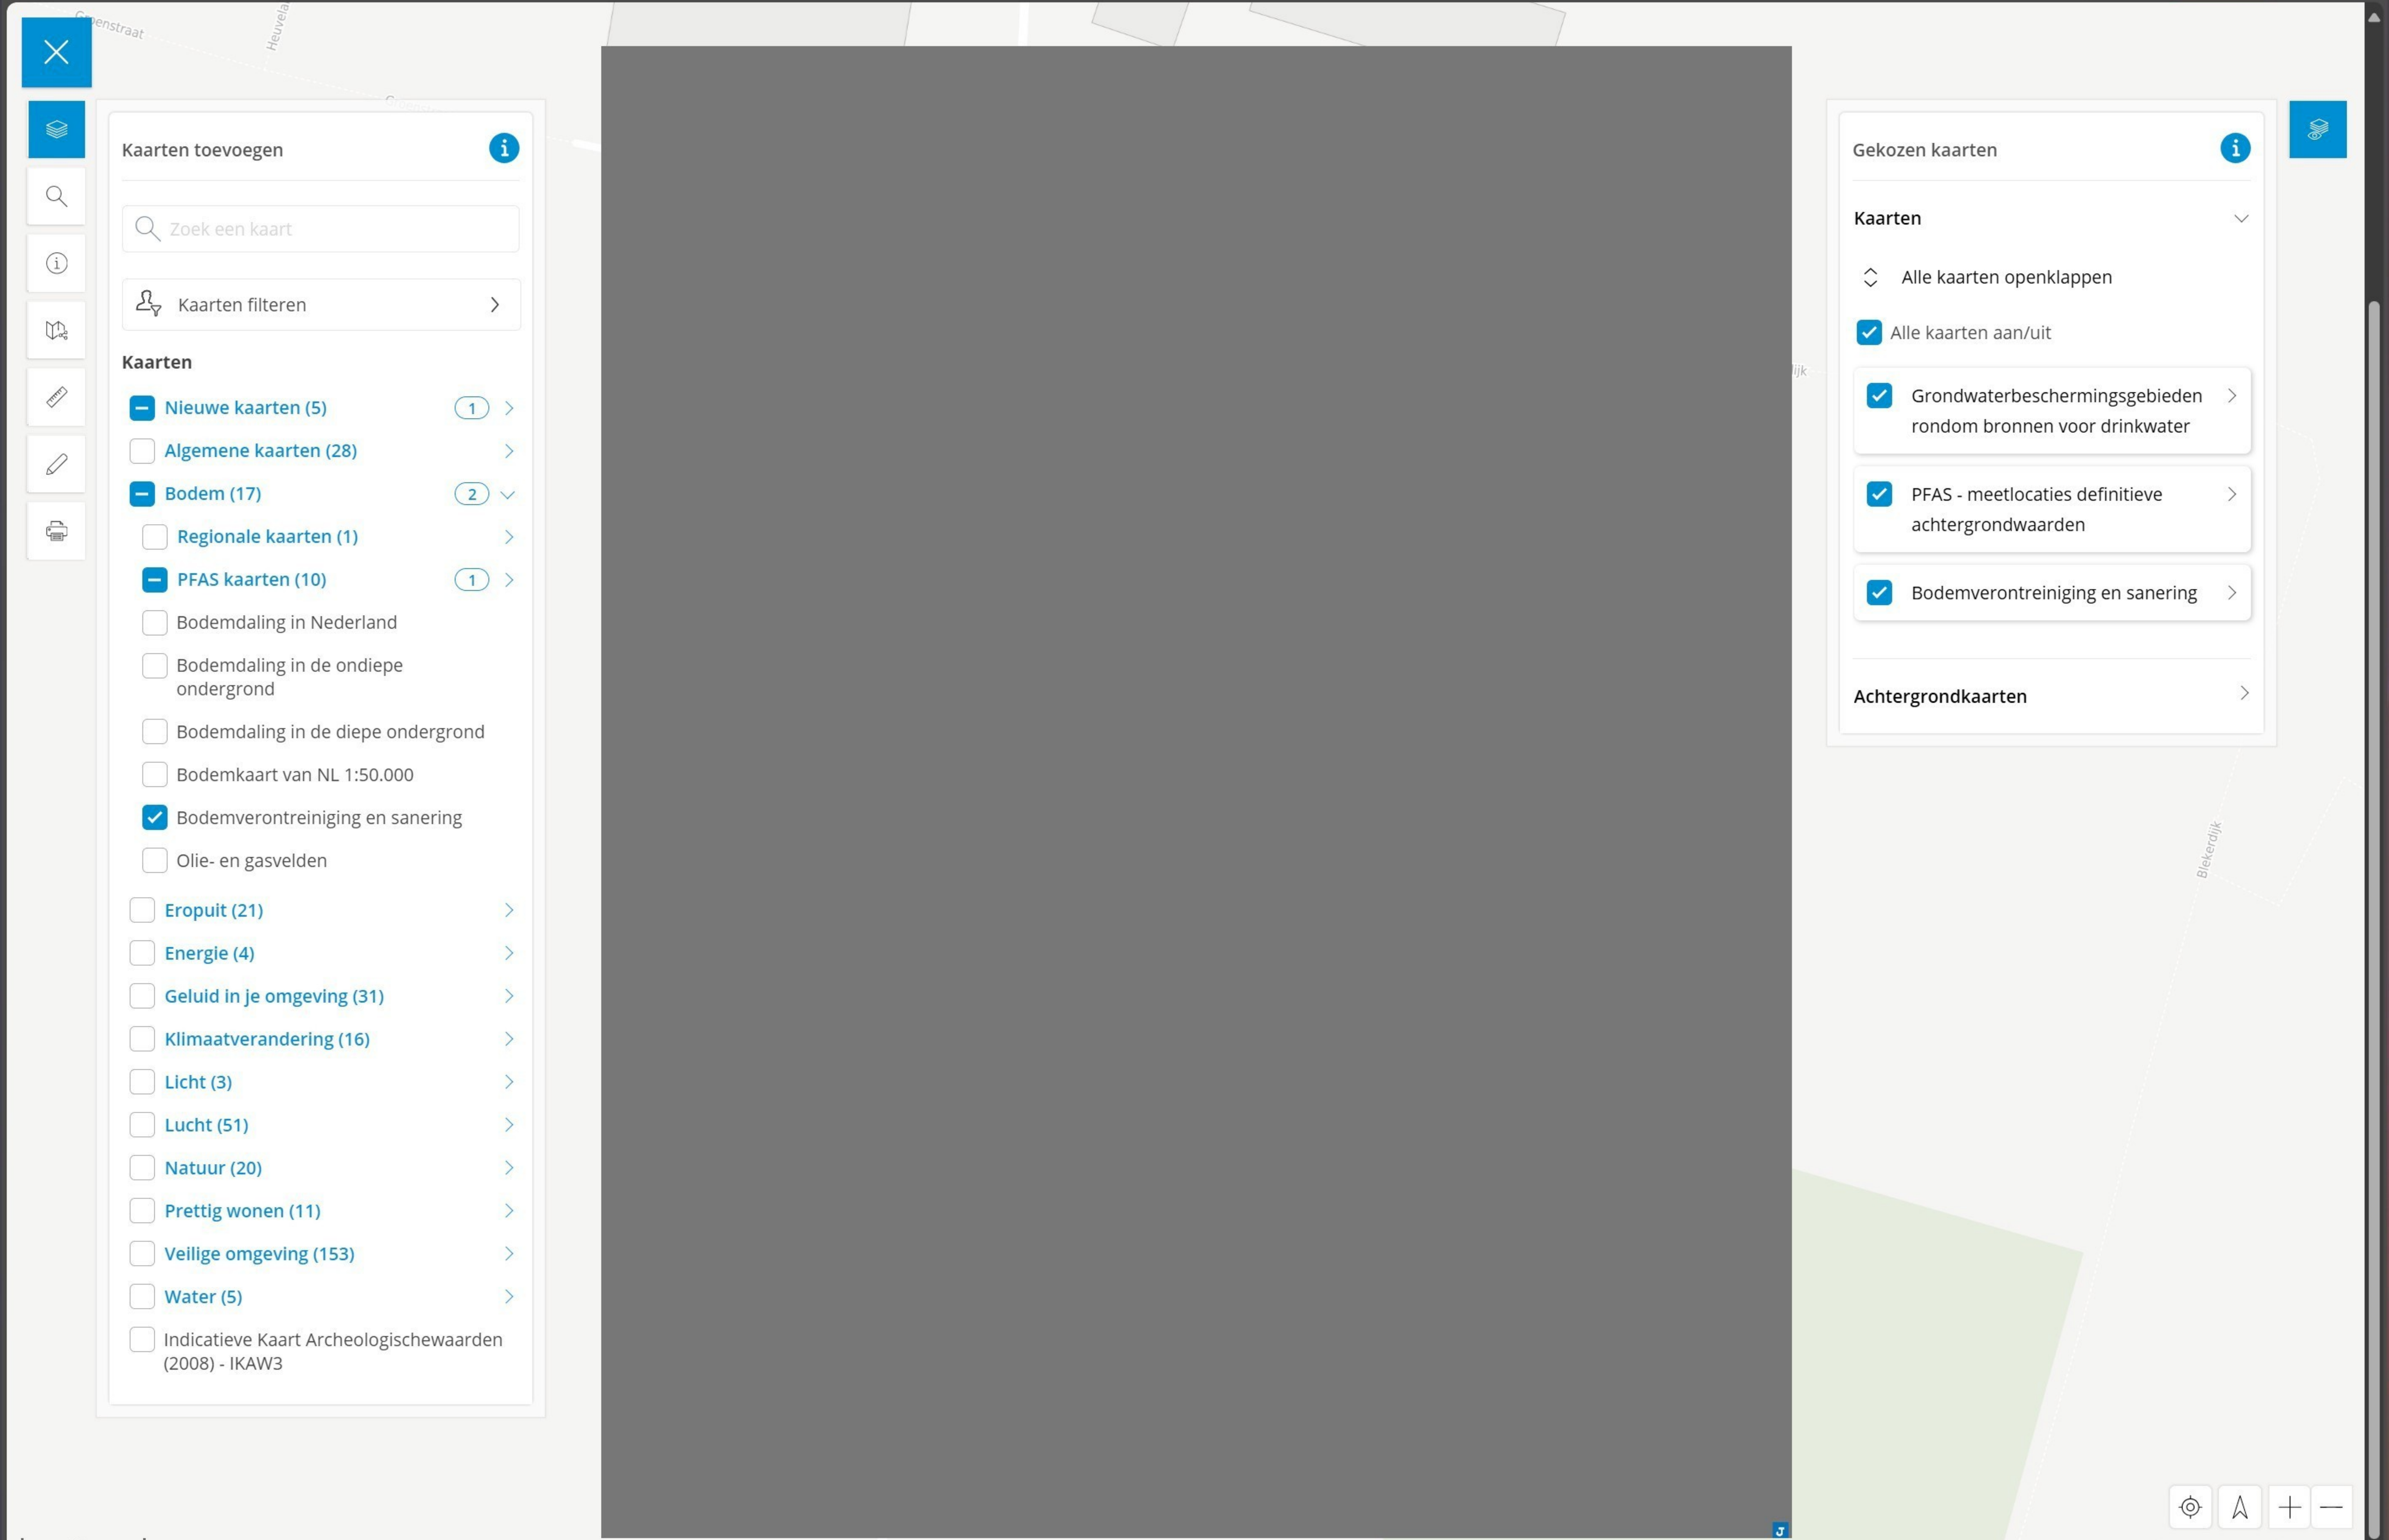 Groenstraat
Kaarten toevoegen
Zoek een kaart
Kaarten filteren
Kaarten
Nieuwe kaarten (5)
1
Algemene kaarten (28)
Bodem (17)
2
Regionale kaarten (1)
PFAS kaarten (10)
1
Bodemdaling in Nederland
Bodemdaling in de ondiepe
ondergrond
Bodemdaling in de diepe ondergrond
Bodemkaart van NL 1:50.000
Bodemverontreiniging en sanering
Olie- en gasvelden
Eropuit (21)
Energie (4)
Geluid in je omgeving (31)
Klimaatverandering (16)
Licht (3)
Lucht (51)
Natuur (20)
Prettig wonen (11)
Veilige omgeving (153)
Water (5)
Indicatieve Kaart Archeologischewaarden
(2008) - IKAW3
Gekozen kaarten
Kaarten
Alle kaarten openklappen
Alle kaarten aan/uit
Grondwaterbeschermingsgebieden
rondom bronnen voor drinkwater
PFAS - meetlocaties definitieve
achtergrondwaarden
Bodemverontreiniging en sanering
Achtergrondkaarten
ijk
Blekerdijk
J